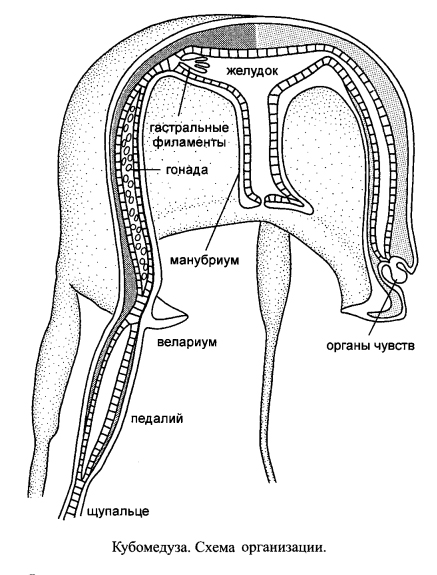 желудок
гастральные
филаменты
гонада
манубриум
велариум
органы чувств
педалий
щупальце
Кубомедуза. Схема организации.